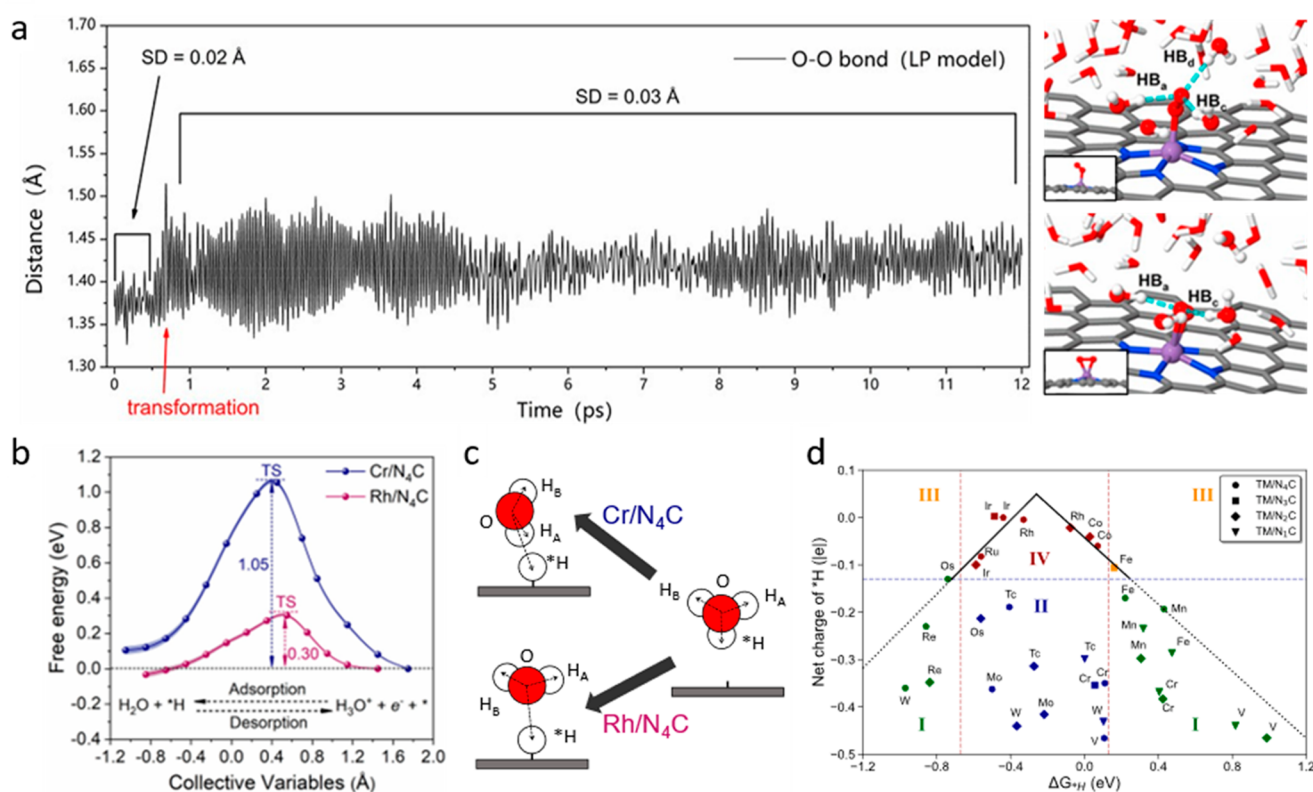 a
SD = 0.02 Å
O-O bond (LP model)
SD = 0.03 Å
1.70
1.65
1.60
1.55
1.50
1.45
1.40
1.35
1.30
Distance (Å)
0 1 2 3 4 5 6 7 8 9 10 11 12
transformation
Time (ps)
HBd
HBa
HBc
HBa
HBc
b
TS
Cr/N4C
Rh/N4C
1.05
TS
0.30
1.2
1.0
0.8
0.6
0.4
0.2
0.0
-0.2
-0.4
Free energy (eV)
Adsorption
H2O + *H
H3O+ + e- + *
Desorption
-1.2 -0.8 -0.4 0.0 0.4 0.8 1.2 1.6 2.0
Collective Variables (Å)
c
HB
O
HA
*H
Cr/N4C
O
HB
HA
*H
O
HA
HB
*H
Rh/N4C
d
0.1
0.0
-0.1
-0.2
-0.3
-0.4
-0.5
Net charge of *H (|e|)
III
III
TM/N4C
TM/N3C
TM/N2C
TM/N1C
Ir Ir
Rh
Rh Co
Co
Ru
IV
Fe
Os
Ir
Tc
II
Fe
Mn
Os
Re
Mn
Fe
Tc
Tc
Mn
Re
Cr
Cr
Mo
Cr
W
Mo
W
W
Cr
V
V
I
V
I
-1.2 -0.8 -0.4 0.0 0.4 0.8 1.2
ΔG*H (eV)